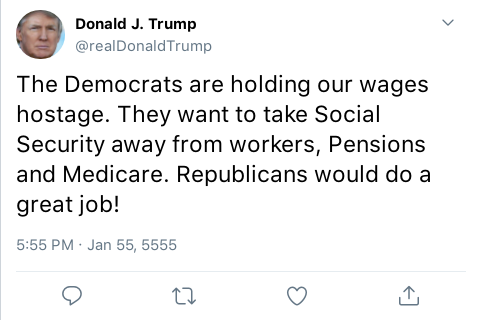 Donald J. Trump
@realDonaldTrump
The Democrats are holding our wages
hostage. They want to take Social
Security away from workers, Pensions
and Medicare. Republicans would do a
great job!
5:55 PM · Jan 55, 5555